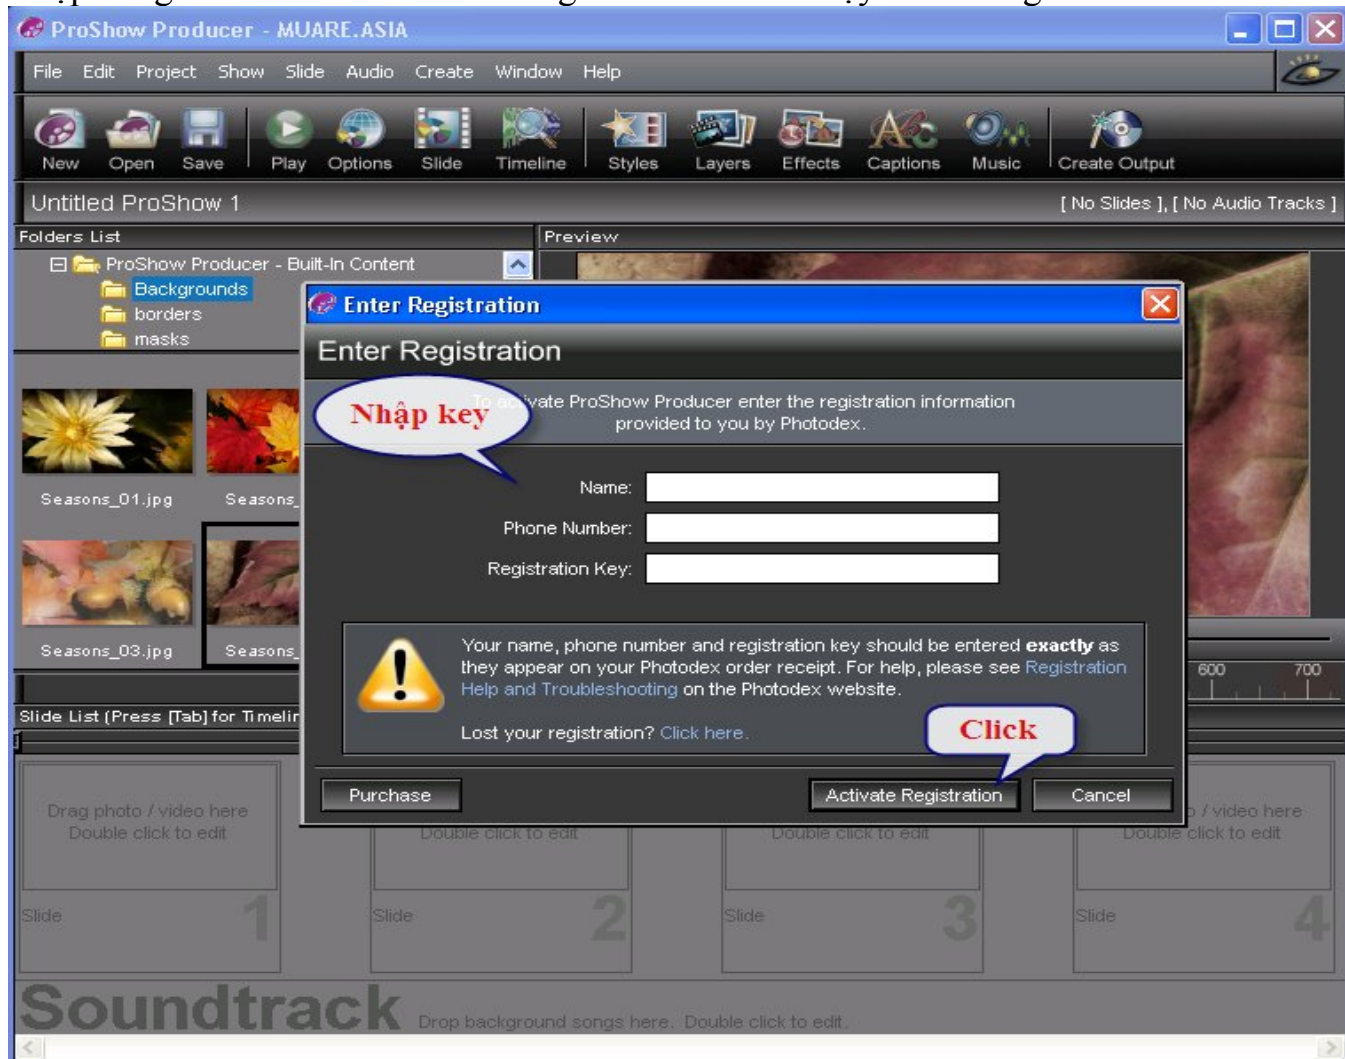 ProShow Producer - MUARE.ASIA
File Edit Project Show Slide Audio Create Window Help
New Open Save Play Options Slide Timeline Styles Layers Effects Captions Music Create Output
Untitled ProShow 1
[ No Slides ], [ No Audio Tracks ]
Folders List
Preview
ProShow Producer - Built-In Content
Backgrounds
borders
masks
Seasons_01.jpg
Seasons_
Seasons_03.jpg
Seasons_
Enter Registration
Enter Registration
Nhập key
ProShow Producer enter the registration information
provided to you by Photodex.
Name:
Phone Number:
Registration Key:
Your name, phone number and registration key should be entered exactly as
they appear on your Photodex order receipt. For help, please see Registration
Help and Troubleshooting on the Photodex website.
Lost your registration? Click here.
Click
Purchase
Activate Registration
Cancel
600 700
Slide List (Press [Tab] for
Drag photo / video here
Double click to edit
Double click to edit
Double click to edit
/ video here
Double click to edit
Slide 1
Slide 2
Slide 3
Slide 4
Soundtrack Drop background songs here. Double click to edit.